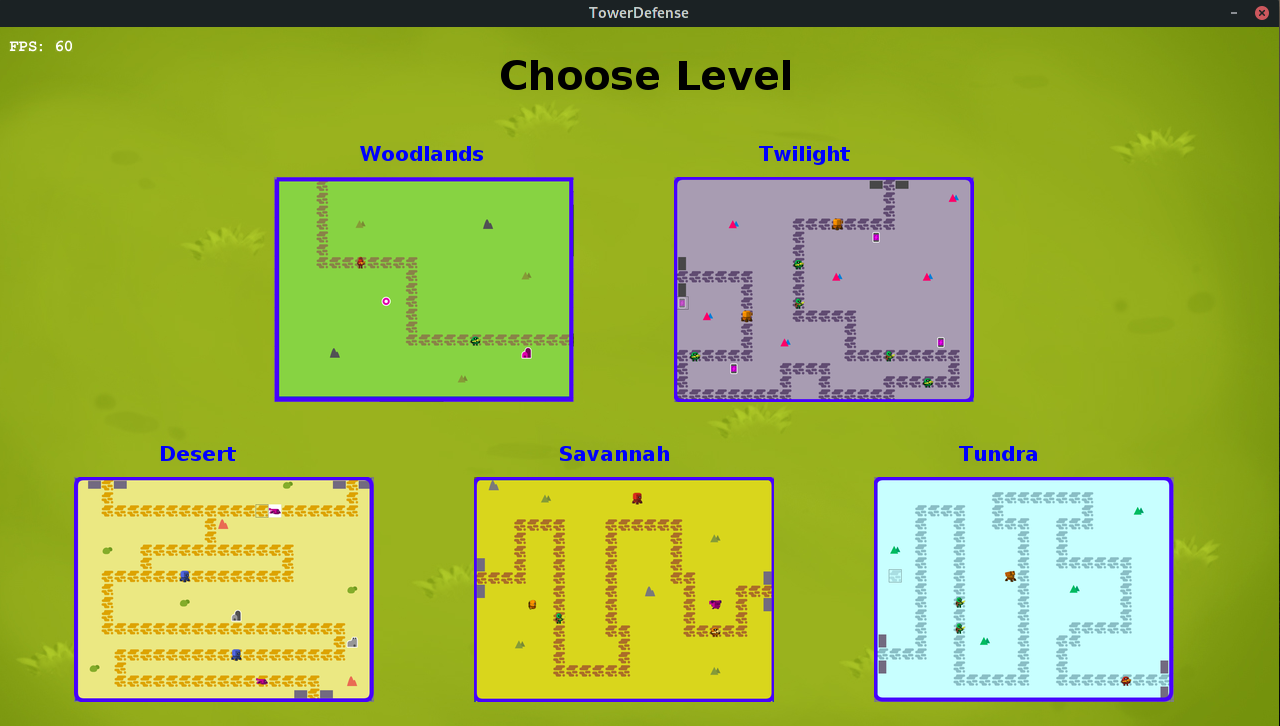 TowerDefense
FPS: 60
Choose Level
Woodlands
Twilight
Desert
Savannah
Tundra